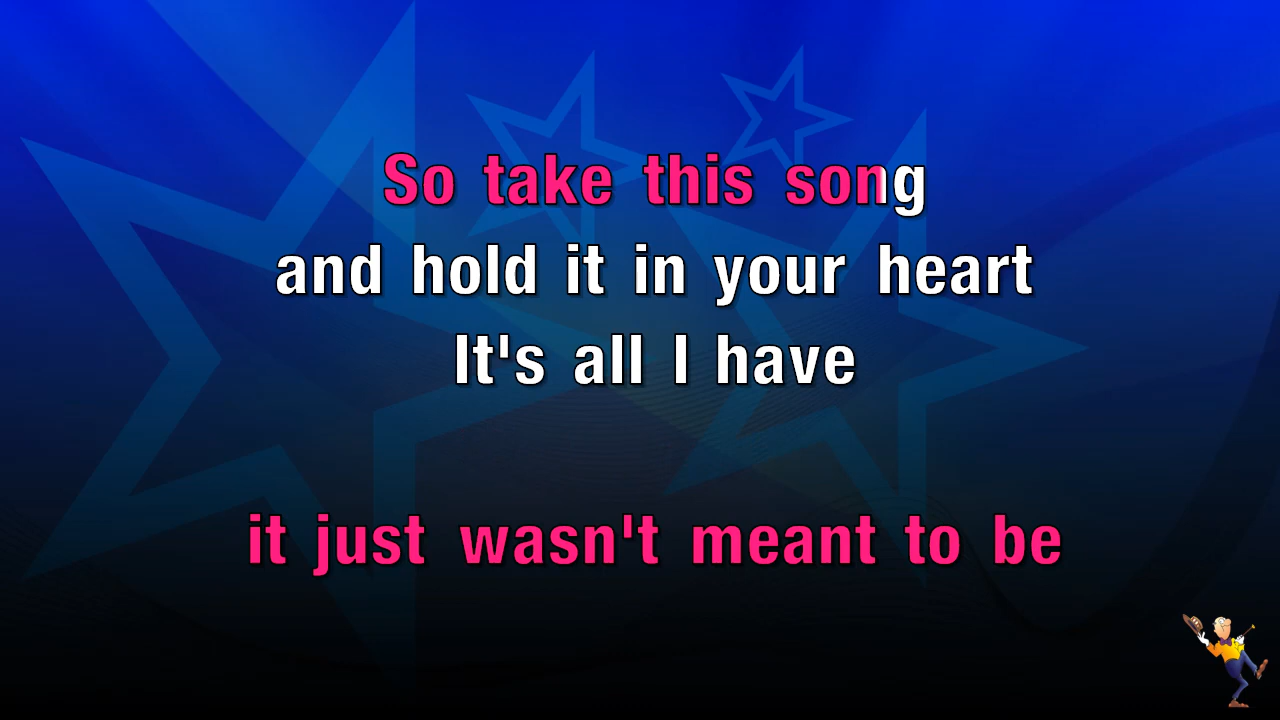 So take this song
and hold it in your heart
It's all I have
it just wasn't meant to be